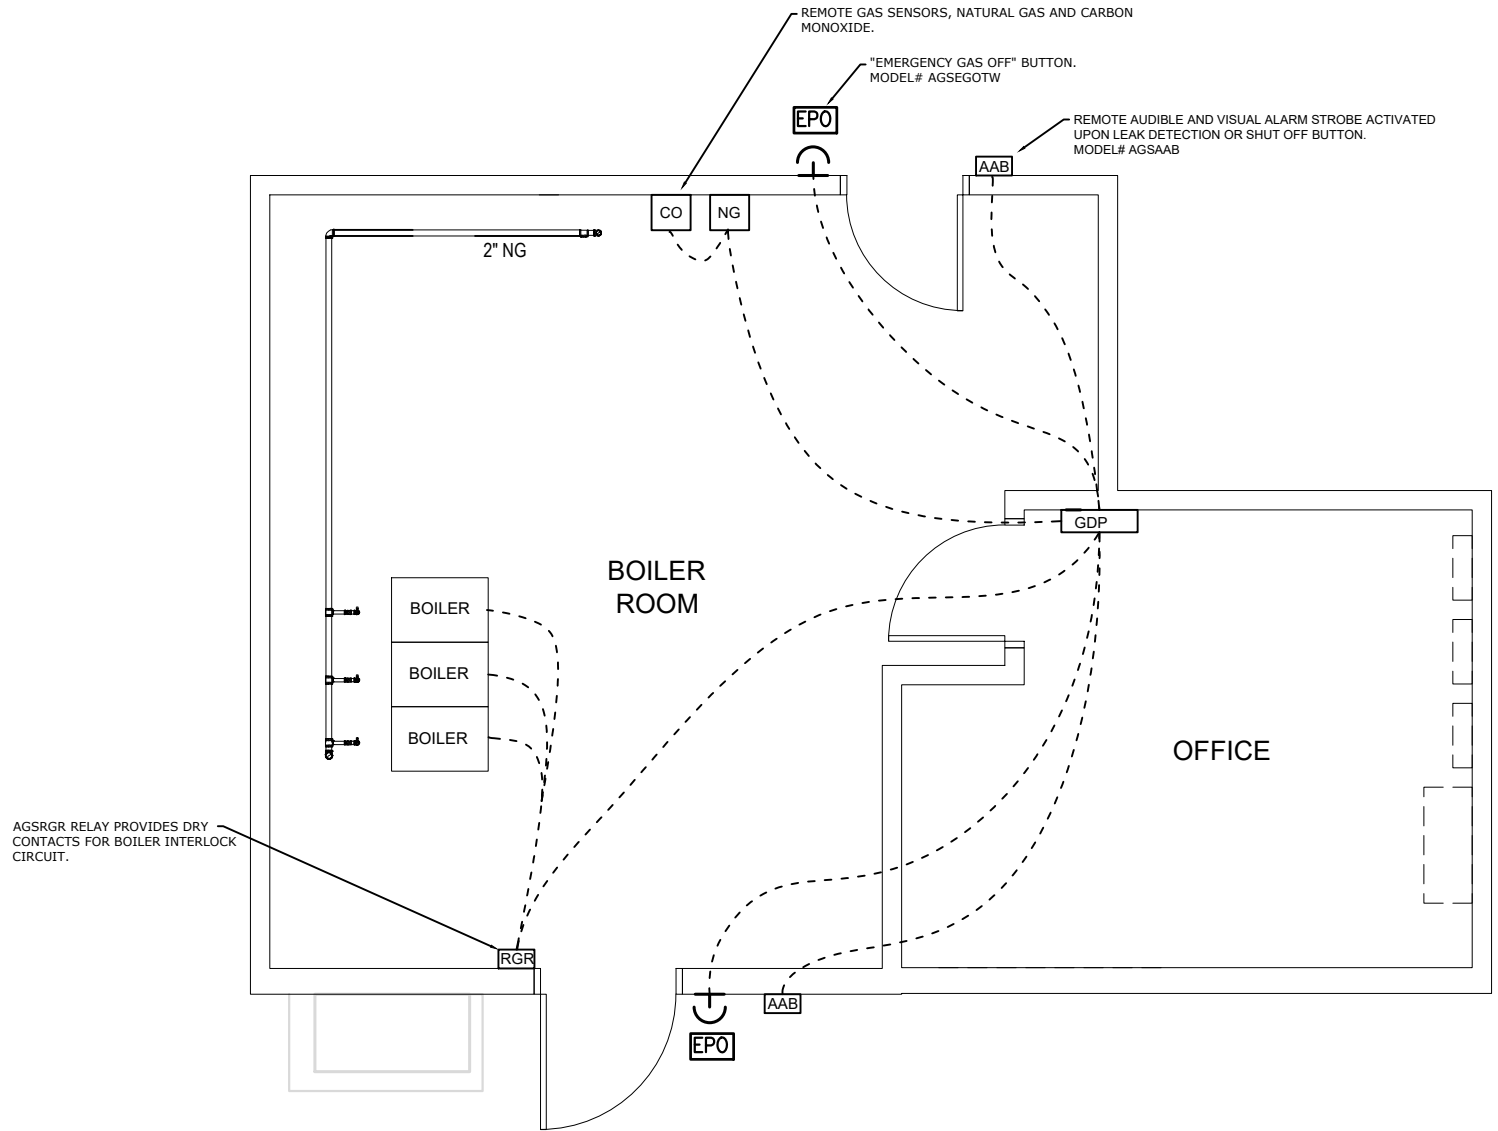 REMOTE GAS SENSORS, NATURAL GAS AND CARBON
MONOXIDE.
"EMERGENCY GAS OFF" BUTTON.
MODEL# AGSEGOTW
EPO
REMOTE AUDIBLE AND VISUAL ALARM STROBE ACTIVATED
UPON LEAK DETECTION OR SHUT OFF BUTTON.
MODEL# AGSAAB
AAB
CO
NG
2" NG
GDP
BOILER
ROOM
BOILER
BOILER
BOILER
OFFICE
AGSRGR RELAY PROVIDES DRY
CONTACTS FOR BOILER INTERLOCK
CIRCUIT.
RGR
AAB
EPO